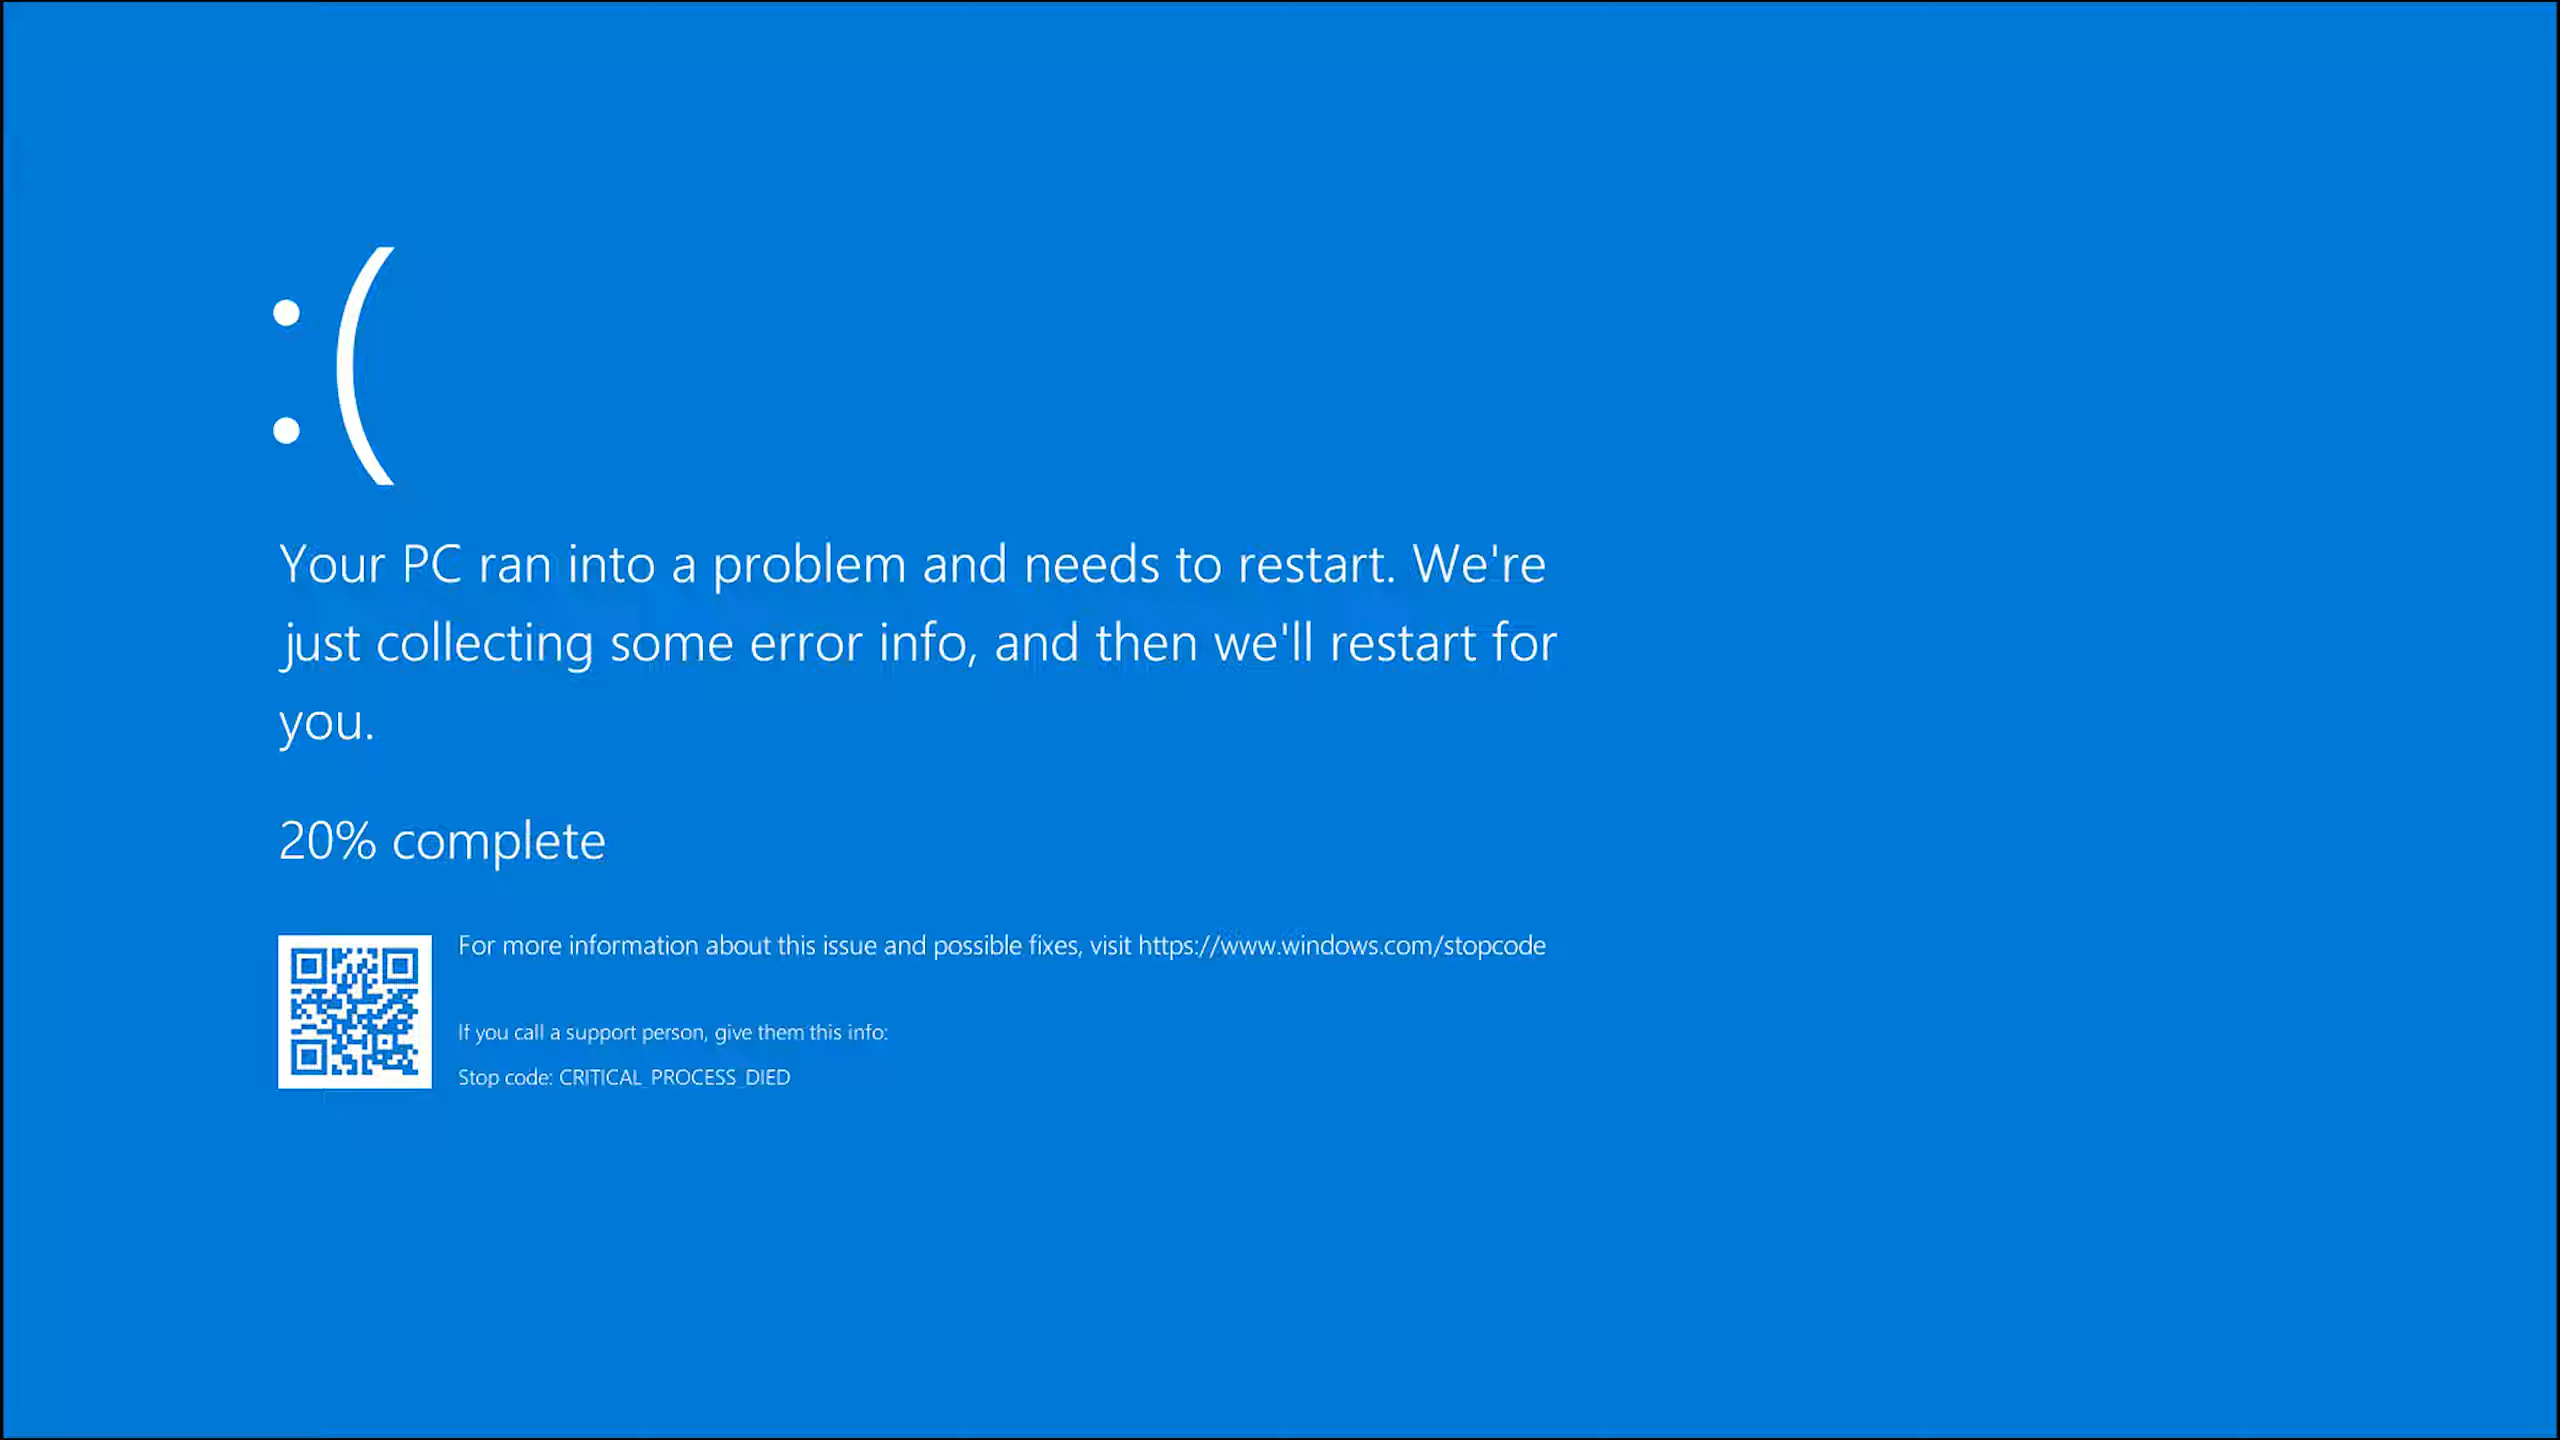 :(
Your PC ran into a problem and needs to restart. We're
just collecting some error info, and then we'll restart for
you.
20% complete
For more information about this issue and possible fixes, visit https://www.windows.com/stopcode
If you call a support person, give them this info:
Stop code: CRITICAL_PROCESS_DIED